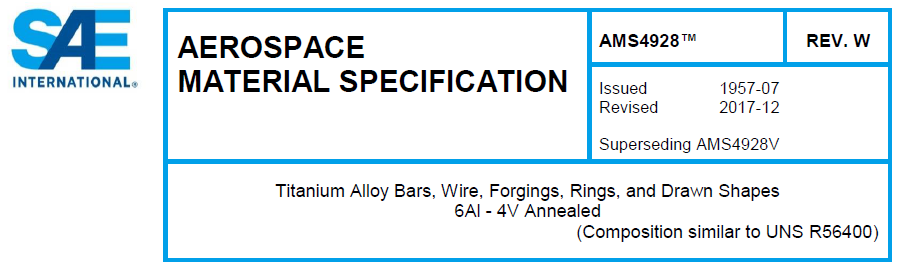 SAE
INTERNATIONAL®
AEROSPACE
MATERIAL SPECIFICATION
AMS4928™
REV. W
Issued 1957-07
Revised 2017-12
Superseding AMS4928V
Titanium Alloy Bars, Wire, Forgings, Rings, and Drawn Shapes
6Al - 4V Annealed
(Composition similar to UNS R56400)